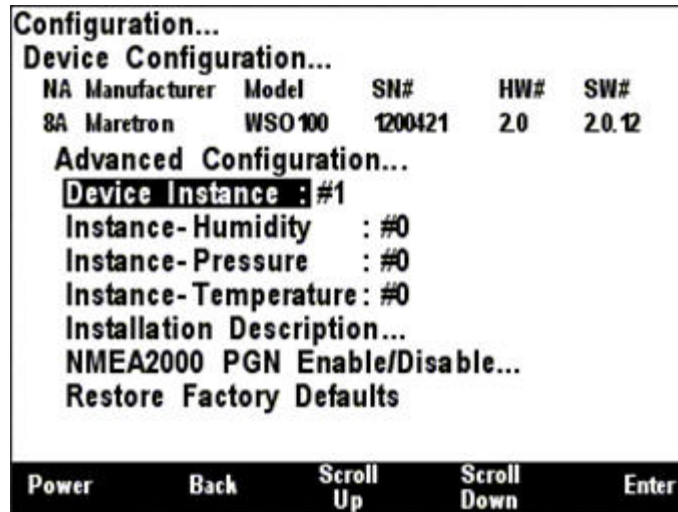 Configuration...
Device Configuration...
NA Manufacturer Model SN# HW# SW#
8A Maretron WSO100 1200421 2.0 2.0.12
Advanced Configuration...
Device Instance : #1
Instance-Humidity : #0
Instance-Pressure : #0
Instance-Temperature: #0
Installation Description...
NMEA2000 PGN Enable/Disable...
Restore Factory Defaults
Power Back Scroll Up Scroll Down Enter